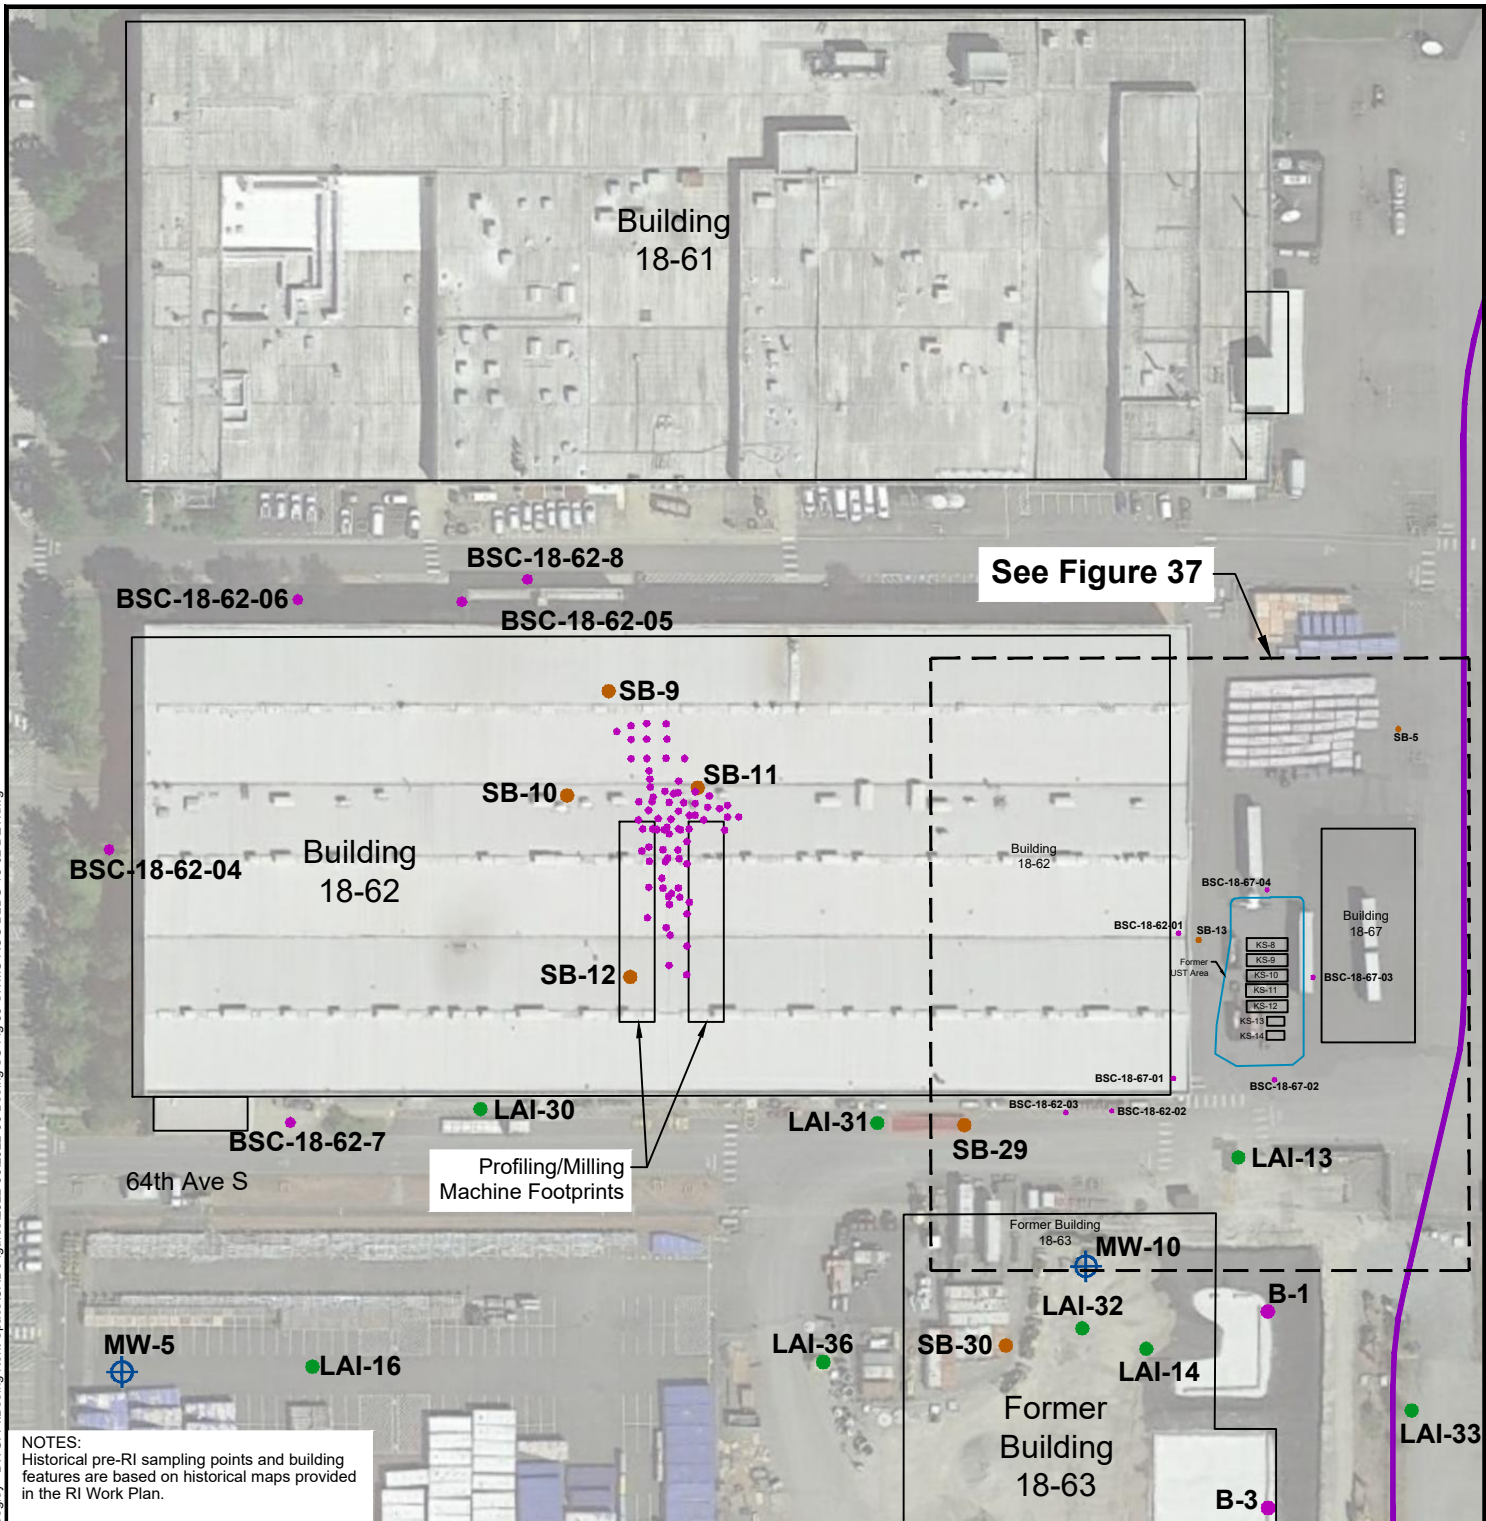 Building
18-61
BSC-18-62-8
See Figure 37
BSC-18-62-06
BSC-18-62-05
SB-9
SB-5
SB-11
SB-10
Building
18-62
Building
18-62
BSC-18-62-04
BSC-18-67-04
Building
18-67
BSC-18-62-01
SB-13
KS-8
KS-9
Former
UST Area
KS-10
BSC-18-67-03
SB-12
KS-11
KS-12
KS-13
KS-14
BSC-18-67-01
BSC-18-67-02
LAI-30
BSC-18-62-03
BSC-18-62-02
LAI-31
BSC-18-62-7
SB-29
LAI-13
Profiling/Milling
Machine Footprints
64th Ave S
Former Building
18-63
MW-10
B-1
LAI-32
MW-5
LAI-16
LAI-36
SB-30
LAI-14
Former
Building
18-63
LAI-33
NOTES:
Historical pre-RI sampling points and building
features are based on historical maps provided
in the RI Work Plan.
B-3